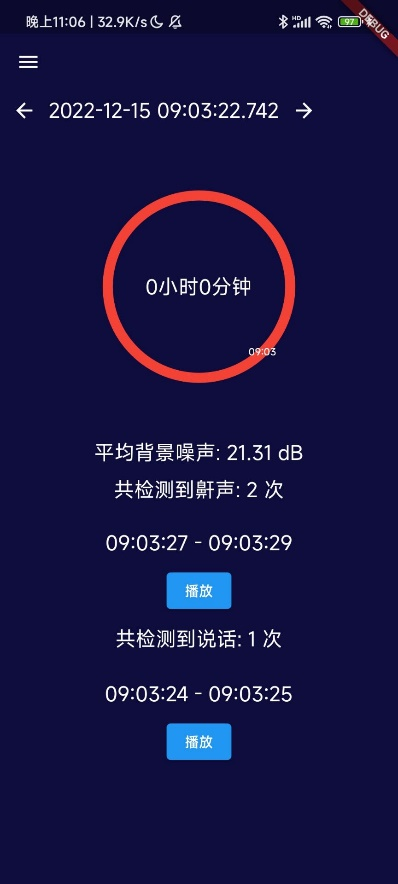 晚上11:06 | 32.9K/s
HD
97
DEBUG
2022-12-15 09:03:22.742
0小时0分钟
09:03
平均背景噪声: 21.31 dB
共检测到鼾声: 2 次
09:03:27 - 09:03:29
播放
共检测到说话: 1 次
09:03:24 - 09:03:25
播放